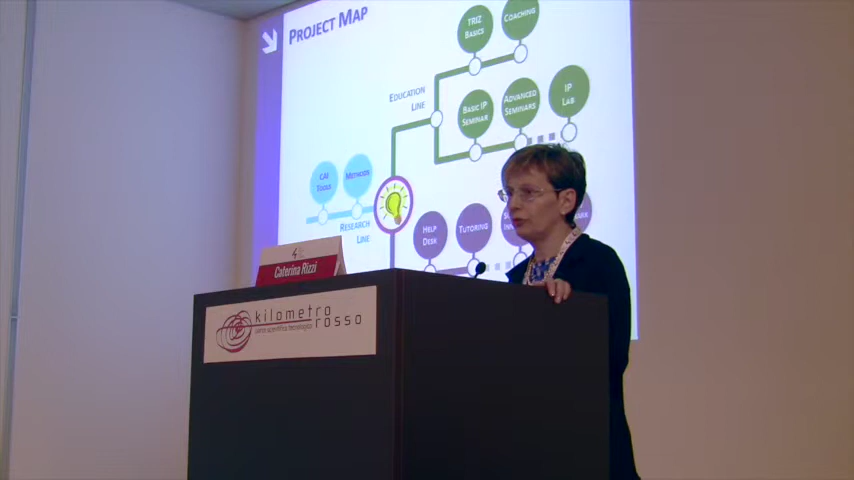 PROJECT MAP
TRIZ
BASICS
COACHING
EDUCATION
LINE
BASIC IP
SEMINAR
ADVANCED
SEMINARS
IP
LAB
CAI
TOOLS
METHODS
RESEARCH
LINE
HELP
DESK
TUTORING
Caterina Rizzi
kilometro
rosso